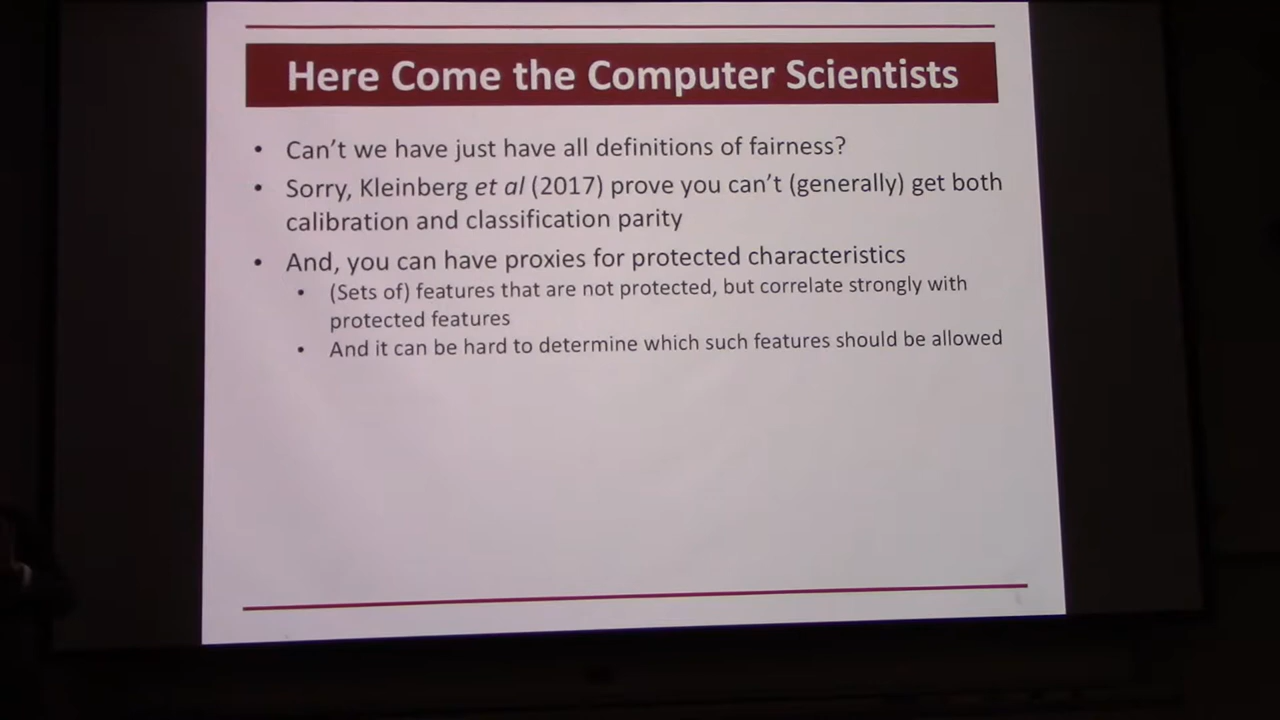 Here Come the Computer Scientists
• Can't we have just have all definitions of fairness?
• Sorry, Kleinberg et al (2017) prove you can't (generally) get both
calibration and classification parity
• And, you can have proxies for protected characteristics
• (Sets of) features that are not protected, but correlate strongly with
protected features
• And it can be hard to determine which such features should be allowed